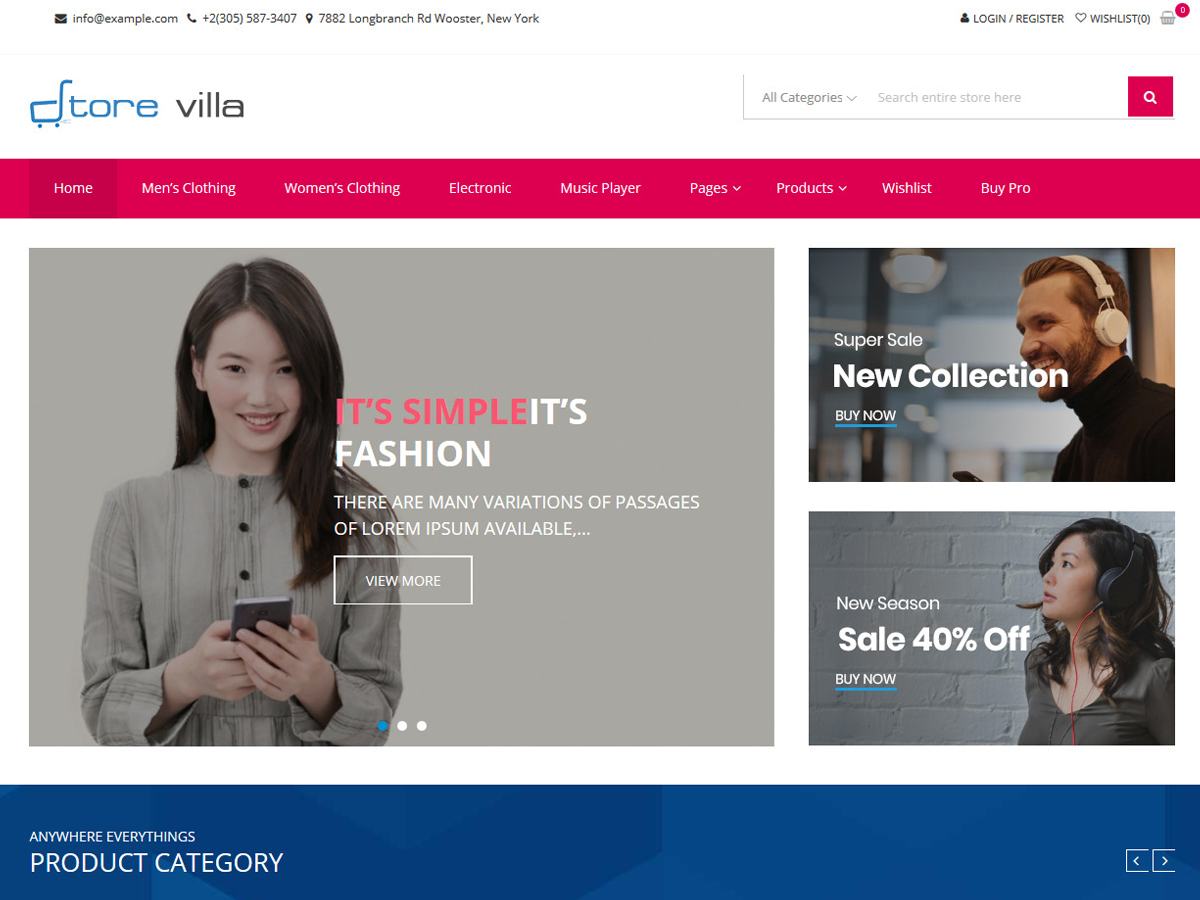 info@example.com +2(305) 587-3407 7882 Longbranch Rd Wooster, New York
LOGIN / REGISTER WISHLIST(0) 0
Store villa
All Categories Search entire store here
Home Men’s Clothing Women’s Clothing Electronic Music Player Pages Products Wishlist Buy Pro
IT’S SIMPLEIT’S
FASHION
THERE ARE MANY VARIATIONS OF PASSAGES
OF LOREM IPSUM AVAILABLE,...
VIEW MORE
Super Sale
New Collection
BUY NOW
New Season
Sale 40% Off
BUY NOW
ANYWHERE EVERYTHINGS
PRODUCT CATEGORY